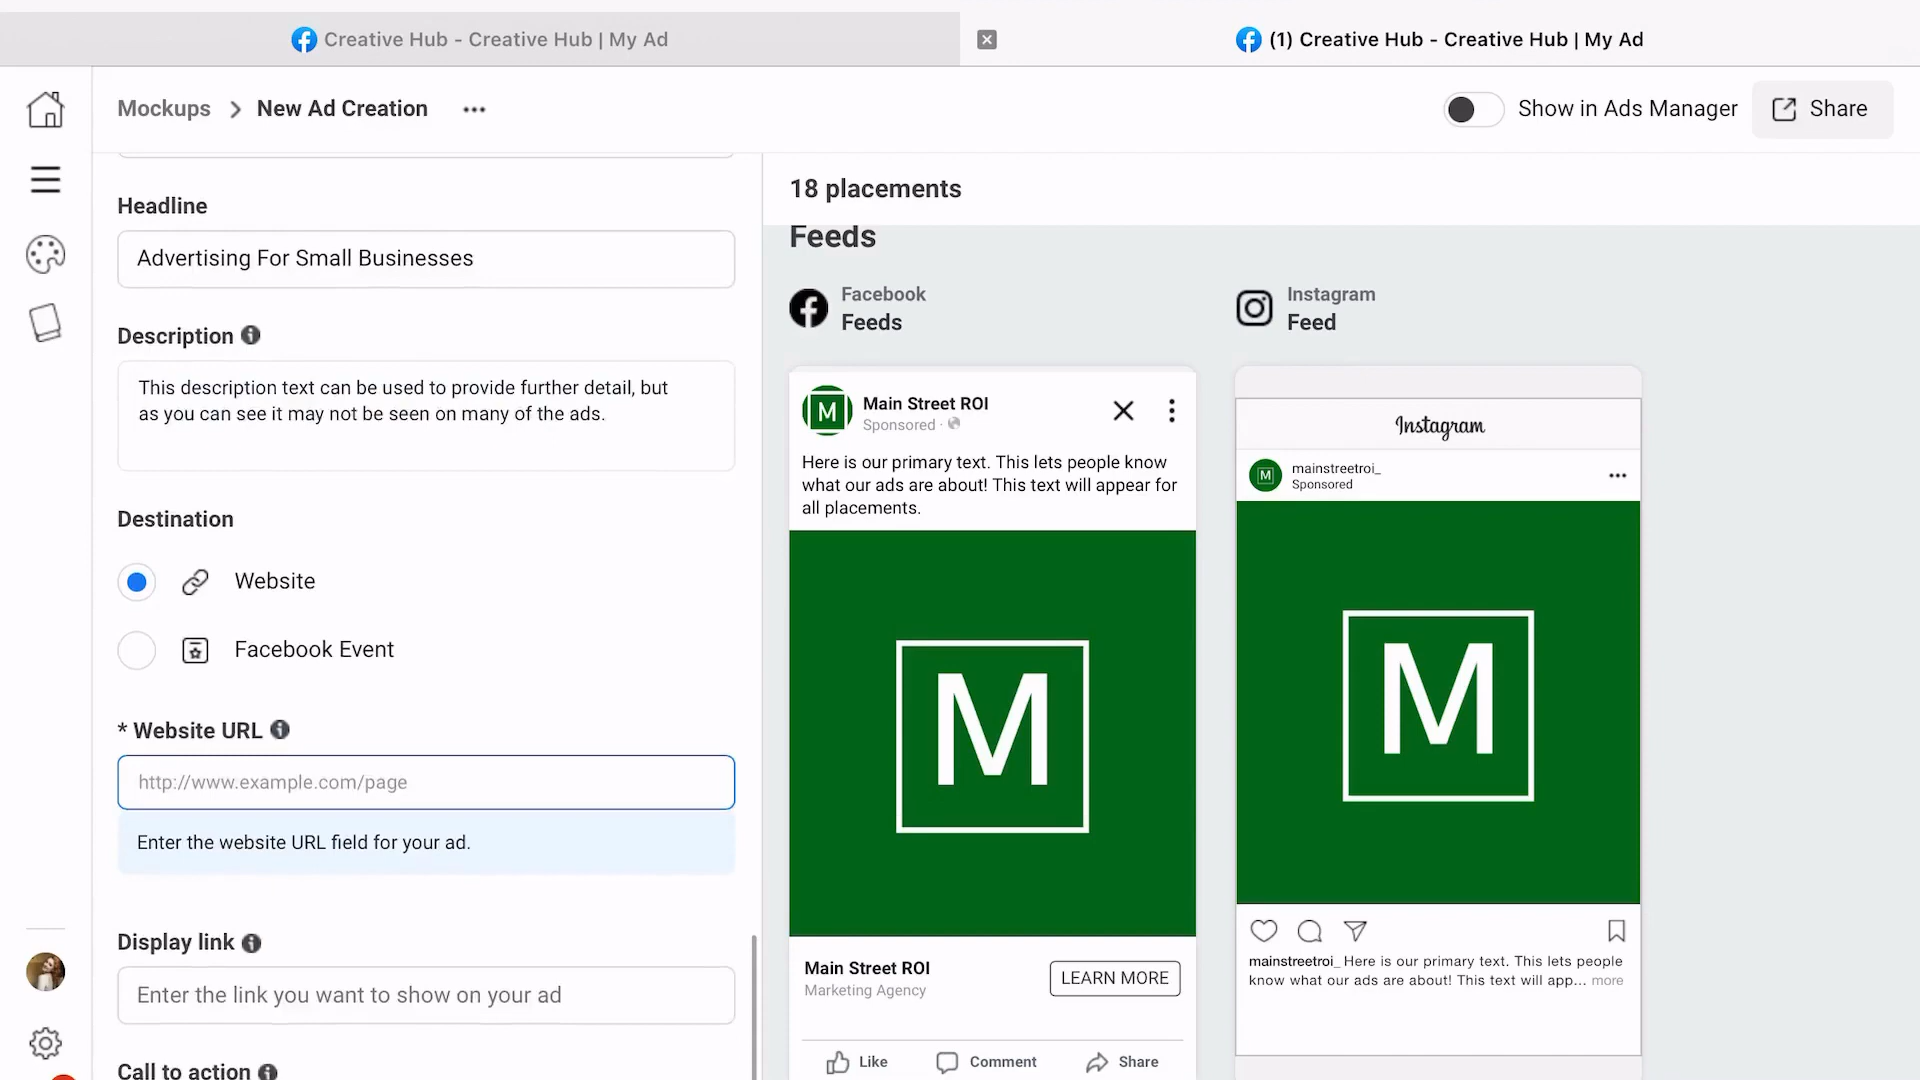 Creative Hub - Creative Hub | My Ad
(1) Creative Hub - Creative Hub | My Ad
Mockups > New Ad Creation
Show in Ads Manager
Share
Headline
Advertising For Small Businesses
Description
This description text can be used to provide further detail, but
as you can see it may not be seen on many of the ads.
Destination
Website
Facebook Event
* Website URL
http://www.example.com/page
Enter the website URL field for your ad.
Display link
Enter the link you want to show on your ad
Call to action
18 placements
Feeds
Facebook
Feeds
M
Main Street ROI
Sponsored ·
Here is our primary text. This lets people know
what our ads are about! This text will appear for
all placements.
M
Main Street ROI
Marketing Agency
LEARN MORE
Like
Comment
Share
Instagram
Feed
Instagram
M
mainstreetroi_
Sponsored
M
mainstreetroi_ Here is our primary text. This lets people
know what our ads are about! This text will app... more